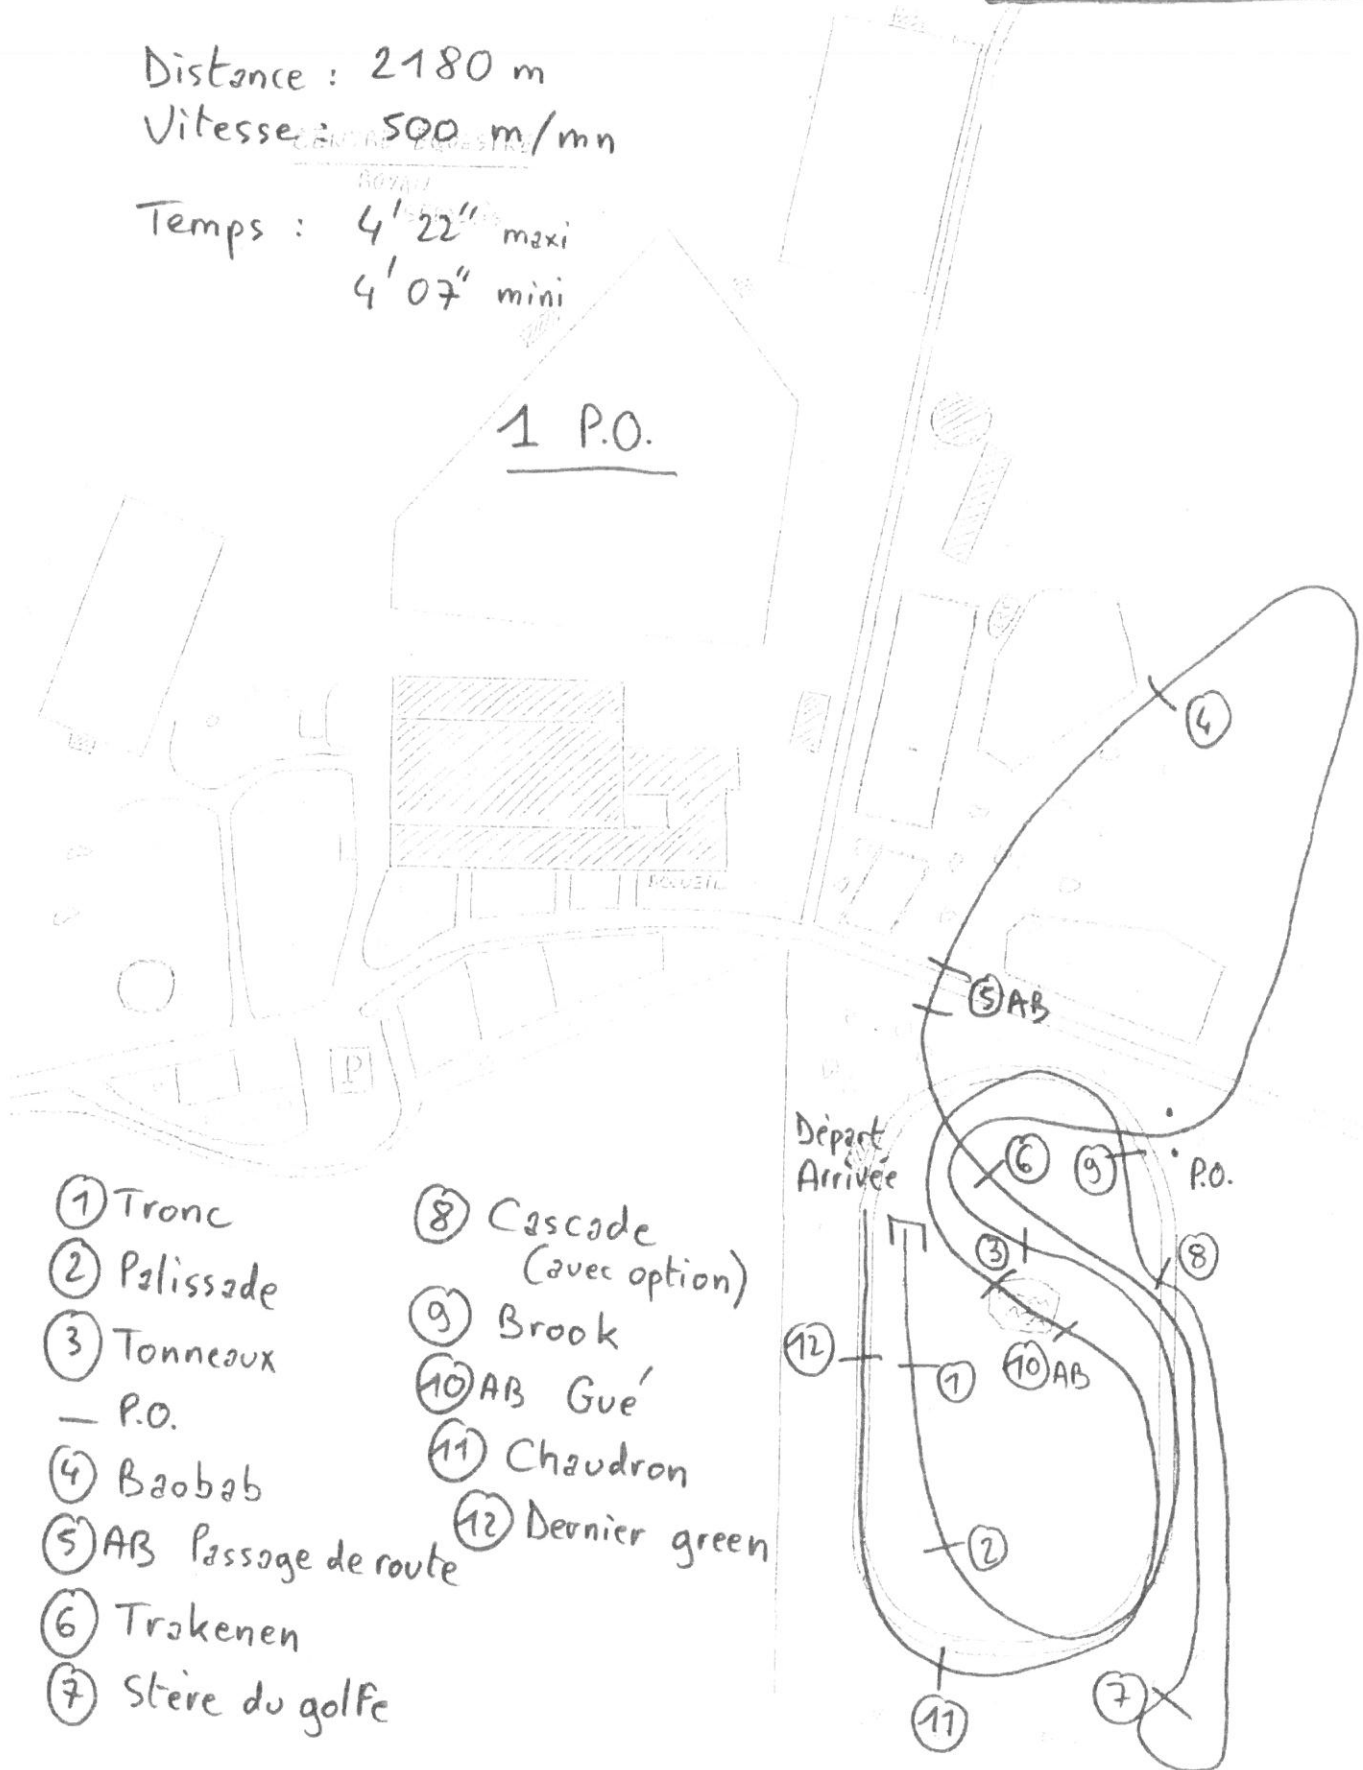 Distance : 2180 m
Vitesse : 500 m/mn
CENTRE EQUESTRE
Temps : 4' 22" maxi
4' 07" mini
1 P.O.
4
ACCUEIL
5 AB
P
Départ
Arrivée
6
9
P.O.
3
8
12
1
10 AB
2
7
11
1 Tronc
2 Palissade
3 Tonneaux
— P.O.
4 Baobab
5 AB Passage de route
6 Trakenen
7 Stère du golfe
8 Cascade
(avec option)
9 Brook
10 AB Gué
11 Chaudron
12 Dernier green